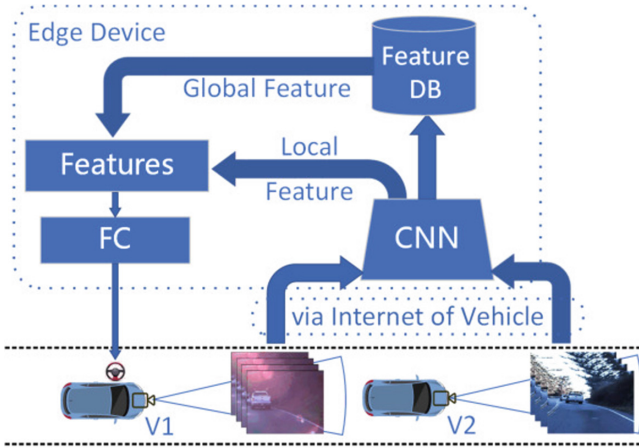 Edge Device
Feature
DB
Global Feature
Local
Feature
Features
FC
CNN
via Internet of Vehicle
V1
V2